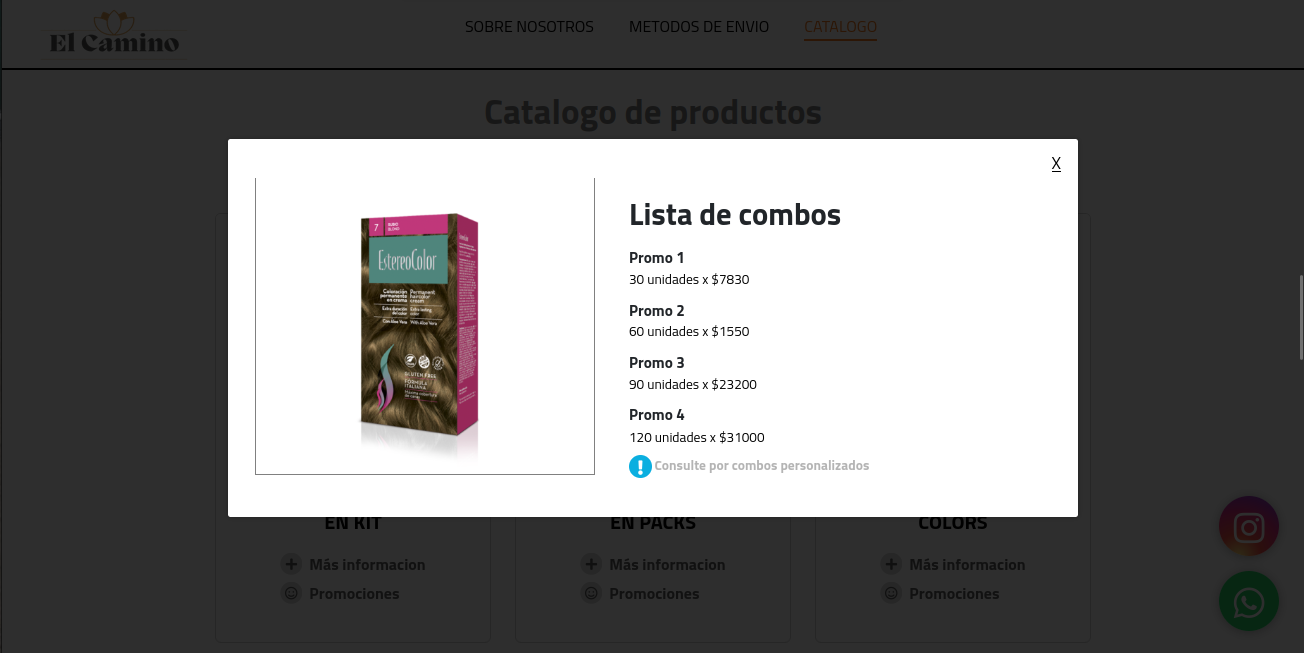 El Camino
SOBRE NOSOTROS METODOS DE ENVIO CATALOGO
Catalogo de productos
X
7 RUBIO
BLOND
EstereoColor
Coloración permanente en crema
Permanent haircolor cream
Extra duración del color
Extra lasting color
Con Aloe Vera With Aloe Vera
GLUTEN FREE
FORMULA
ITALIANA
Lista de combos
Promo 1
30 unidades x $7830
Promo 2
60 unidades x $1550
Promo 3
90 unidades x $23200
Promo 4
120 unidades x $31000
Consulte por combos personalizados
EN KIT
Más informacion
Promociones
EN PACKS
Más informacion
Promociones
COLORS
Más informacion
Promociones